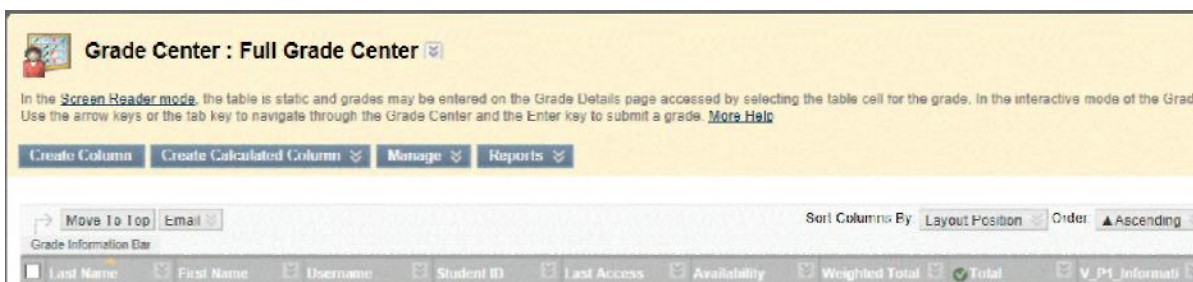 Grade Center : Full Grade Center
In the Screen Reader mode, the table is static and grades may be entered on the Grade Details page accessed by selecting the table cell for the grade. In the interactive mode of the Grad
Use the arrow keys or the tab key to navigate through the Grade Center and the Enter key to submit a grade. More Help
Create Column Create Calculated Column Manage Reports
Move To Top Email Sort Columns By: Layout Position Order: ▲Ascending
Grade Information Bar
Last Name First Name Username Student ID Last Access Availability Weighted Total Total V_P1_Informati